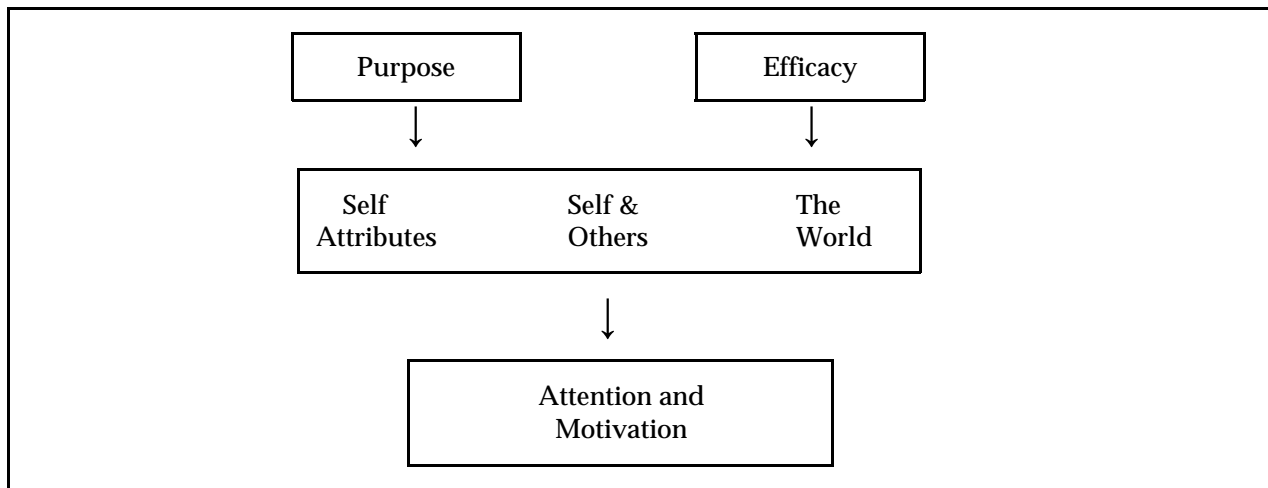 Purpose Efficacy
Self Self & The
Attributes Others World
Attention and
Motivation